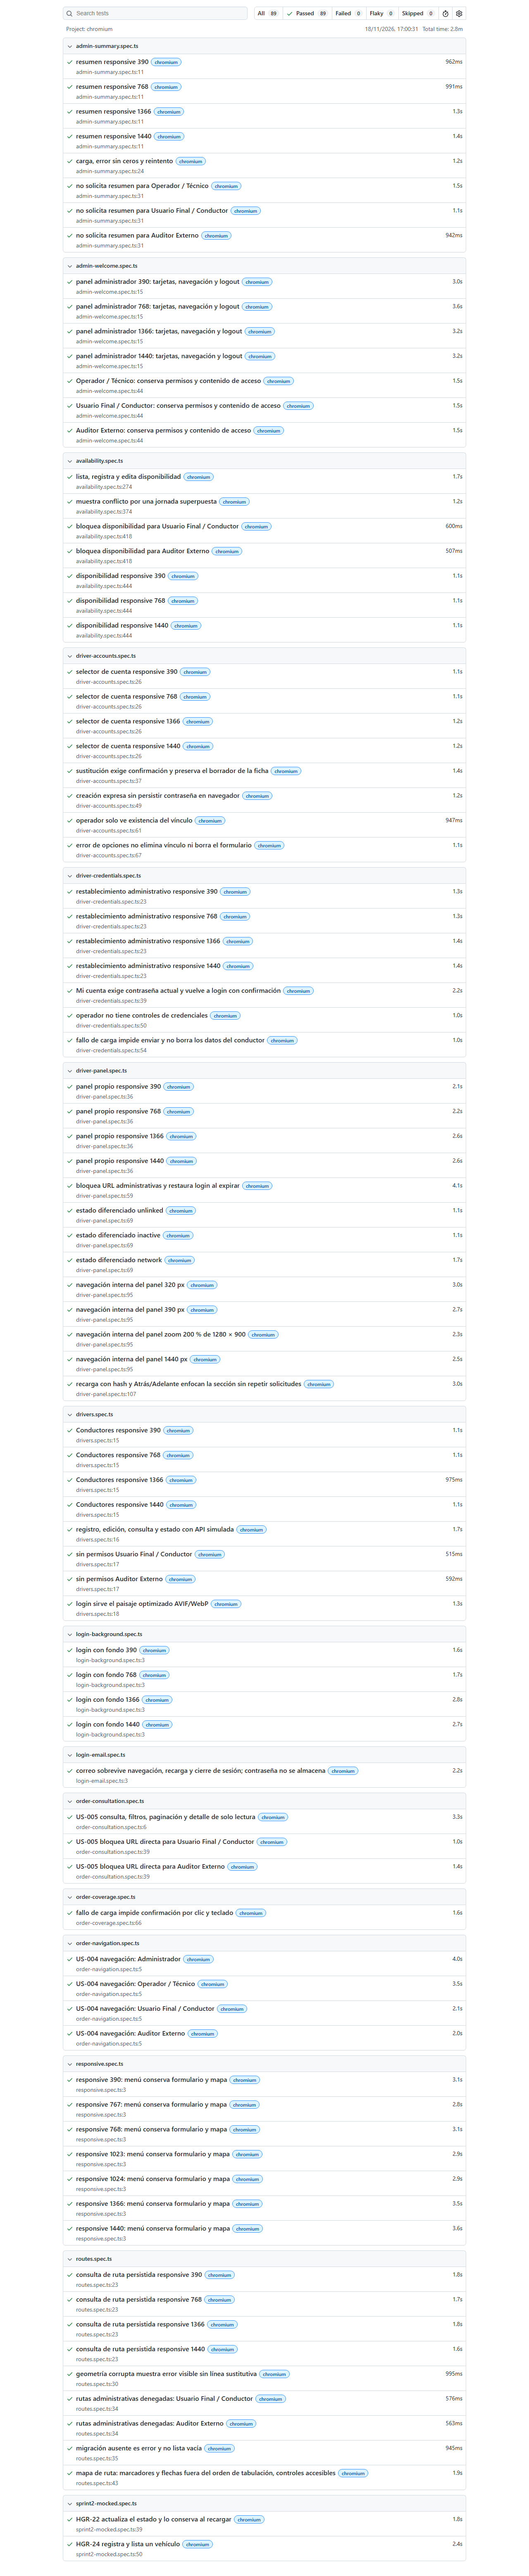 Search tests
All 89 Passed 89 Failed 0 Flaky 0 Skipped 0
Project: chromium 18/11/2026, 17:00:31 Total time: 2.8m
admin-summary.spec.ts
resumen responsive 390 chromium 962ms
admin-summary.spec.ts:11
resumen responsive 768 chromium 991ms
admin-summary.spec.ts:11
resumen responsive 1366 chromium 1.3s
admin-summary.spec.ts:11
resumen responsive 1440 chromium 1.4s
admin-summary.spec.ts:11
carga, error sin ceros y reintento chromium 1.2s
admin-summary.spec.ts:24
no solicita resumen para Operador / Técnico chromium 1.5s
admin-summary.spec.ts:31
no solicita resumen para Usuario Final / Conductor chromium 1.1s
admin-summary.spec.ts:31
no solicita resumen para Auditor Externo chromium 942ms
admin-summary.spec.ts:31
admin-welcome.spec.ts
panel administrador 390: tarjetas, navegación y logout chromium 3.0s
admin-welcome.spec.ts:15
panel administrador 768: tarjetas, navegación y logout chromium 3.6s
admin-welcome.spec.ts:15
panel administrador 1366: tarjetas, navegación y logout chromium 3.2s
admin-welcome.spec.ts:15
panel administrador 1440: tarjetas, navegación y logout chromium 3.2s
admin-welcome.spec.ts:15
Operador / Técnico: conserva permisos y contenido de acceso chromium 1.5s
admin-welcome.spec.ts:44
Usuario Final / Conductor: conserva permisos y contenido de acceso chromium 1.5s
admin-welcome.spec.ts:44
Auditor Externo: conserva permisos y contenido de acceso chromium 1.5s
admin-welcome.spec.ts:44
availability.spec.ts
lista, registra y edita disponibilidad chromium 1.7s
availability.spec.ts:274
muestra conflicto por una jornada superpuesta chromium 1.2s
availability.spec.ts:374
bloquea disponibilidad para Usuario Final / Conductor chromium 600ms
availability.spec.ts:418
bloquea disponibilidad para Auditor Externo chromium 507ms
availability.spec.ts:418
disponibilidad responsive 390 chromium 1.1s
availability.spec.ts:444
disponibilidad responsive 768 chromium 1.1s
availability.spec.ts:444
disponibilidad responsive 1440 chromium 1.1s
availability.spec.ts:444
driver-accounts.spec.ts
selector de cuenta responsive 390 chromium 1.1s
driver-accounts.spec.ts:26
selector de cuenta responsive 768 chromium 1.1s
driver-accounts.spec.ts:26
selector de cuenta responsive 1366 chromium 1.2s
driver-accounts.spec.ts:26
selector de cuenta responsive 1440 chromium 1.2s
driver-accounts.spec.ts:26
sustitución exige confirmación y preserva el borrador de la ficha chromium 1.4s
driver-accounts.spec.ts:37
creación expresa sin persistir contraseña en navegador chromium 1.2s
driver-accounts.spec.ts:49
operador solo ve existencia del vínculo chromium 947ms
driver-accounts.spec.ts:61
error de opciones no elimina vínculo ni borra el formulario chromium 1.1s
driver-accounts.spec.ts:67
driver-credentials.spec.ts
restablecimiento administrativo responsive 390 chromium 1.3s
driver-credentials.spec.ts:23
restablecimiento administrativo responsive 768 chromium 1.3s
driver-credentials.spec.ts:23
restablecimiento administrativo responsive 1366 chromium 1.4s
driver-credentials.spec.ts:23
restablecimiento administrativo responsive 1440 chromium 1.4s
driver-credentials.spec.ts:23
Mi cuenta exige contraseña actual y vuelve a login con confirmación chromium 2.2s
driver-credentials.spec.ts:39
operador no tiene controles de credenciales chromium 1.0s
driver-credentials.spec.ts:50
fallo de carga impide enviar y no borra los datos del conductor chromium 1.0s
driver-credentials.spec.ts:54
driver-panel.spec.ts
panel propio responsive 390 chromium 2.1s
driver-panel.spec.ts:36
panel propio responsive 768 chromium 2.2s
driver-panel.spec.ts:36
panel propio responsive 1366 chromium 2.6s
driver-panel.spec.ts:36
panel propio responsive 1440 chromium 2.6s
driver-panel.spec.ts:36
bloquea URL administrativas y restaura login al expirar chromium 4.1s
driver-panel.spec.ts:59
estado diferenciado unlinked chromium 1.1s
driver-panel.spec.ts:69
estado diferenciado inactive chromium 1.1s
driver-panel.spec.ts:69
estado diferenciado network chromium 1.7s
driver-panel.spec.ts:69
navegación interna del panel 320 px chromium 3.0s
driver-panel.spec.ts:95
navegación interna del panel 390 px chromium 2.7s
driver-panel.spec.ts:95
navegación interna del panel zoom 200 % de 1280 × 900 chromium 2.3s
driver-panel.spec.ts:95
navegación interna del panel 1440 px chromium 2.5s
driver-panel.spec.ts:95
recarga con hash y Atrás/Adelante enfocan la sección sin repetir solicitudes chromium 3.0s
driver-panel.spec.ts:107
drivers.spec.ts
Conductores responsive 390 chromium 1.1s
drivers.spec.ts:15
Conductores responsive 768 chromium 1.1s
drivers.spec.ts:15
Conductores responsive 1366 chromium 975ms
drivers.spec.ts:15
Conductores responsive 1440 chromium 1.1s
drivers.spec.ts:15
registro, edición, consulta y estado con API simulada chromium 1.7s
drivers.spec.ts:16
sin permisos Usuario Final / Conductor chromium 515ms
drivers.spec.ts:17
sin permisos Auditor Externo chromium 592ms
drivers.spec.ts:17
login sirve el paisaje optimizado AVIF/WebP chromium 1.3s
drivers.spec.ts:18
login-background.spec.ts
login con fondo 390 chromium 1.6s
login-background.spec.ts:3
login con fondo 768 chromium 1.7s
login-background.spec.ts:3
login con fondo 1366 chromium 2.8s
login-background.spec.ts:3
login con fondo 1440 chromium 2.7s
login-background.spec.ts:3
login-email.spec.ts
correo sobrevive navegación, recarga y cierre de sesión; contraseña no se almacena chromium 2.2s
login-email.spec.ts:3
order-consultation.spec.ts
US-005 consulta, filtros, paginación y detalle de solo lectura chromium 3.3s
order-consultation.spec.ts:6
US-005 bloquea URL directa para Usuario Final / Conductor chromium 1.0s
order-consultation.spec.ts:39
US-005 bloquea URL directa para Auditor Externo chromium 1.4s
order-consultation.spec.ts:39
order-coverage.spec.ts
fallo de carga impide confirmación por clic y teclado chromium 1.6s
order-coverage.spec.ts:66
order-navigation.spec.ts
US-004 navegación: Administrador chromium 4.0s
order-navigation.spec.ts:5
US-004 navegación: Operador / Técnico chromium 3.5s
order-navigation.spec.ts:5
US-004 navegación: Usuario Final / Conductor chromium 2.1s
order-navigation.spec.ts:5
US-004 navegación: Auditor Externo chromium 2.0s
order-navigation.spec.ts:5
responsive.spec.ts
responsive 390: menú conserva formulario y mapa chromium 3.1s
responsive.spec.ts:3
responsive 767: menú conserva formulario y mapa chromium 2.8s
responsive.spec.ts:3
responsive 768: menú conserva formulario y mapa chromium 3.1s
responsive.spec.ts:3
responsive 1023: menú conserva formulario y mapa chromium 2.9s
responsive.spec.ts:3
responsive 1024: menú conserva formulario y mapa chromium 2.9s
responsive.spec.ts:3
responsive 1366: menú conserva formulario y mapa chromium 3.5s
responsive.spec.ts:3
responsive 1440: menú conserva formulario y mapa chromium 3.6s
responsive.spec.ts:3
routes.spec.ts
consulta de ruta persistida responsive 390 chromium 1.8s
routes.spec.ts:23
consulta de ruta persistida responsive 768 chromium 1.7s
routes.spec.ts:23
consulta de ruta persistida responsive 1366 chromium 1.8s
routes.spec.ts:23
consulta de ruta persistida responsive 1440 chromium 1.6s
routes.spec.ts:23
geometría corrupta muestra error visible sin línea sustitutiva chromium 995ms
routes.spec.ts:30
rutas administrativas denegadas: Usuario Final / Conductor chromium 576ms
routes.spec.ts:34
rutas administrativas denegadas: Auditor Externo chromium 563ms
routes.spec.ts:34
migración ausente es error y no lista vacía chromium 945ms
routes.spec.ts:35
mapa de ruta: marcadores y flechas fuera del orden de tabulación, controles accesibles chromium 1.9s
routes.spec.ts:43
sprint2-mocked.spec.ts
HGR-22 actualiza el estado y lo conserva al recargar chromium 1.8s
sprint2-mocked.spec.ts:39
HGR-24 registra y lista un vehículo chromium 2.4s
sprint2-mocked.spec.ts:50